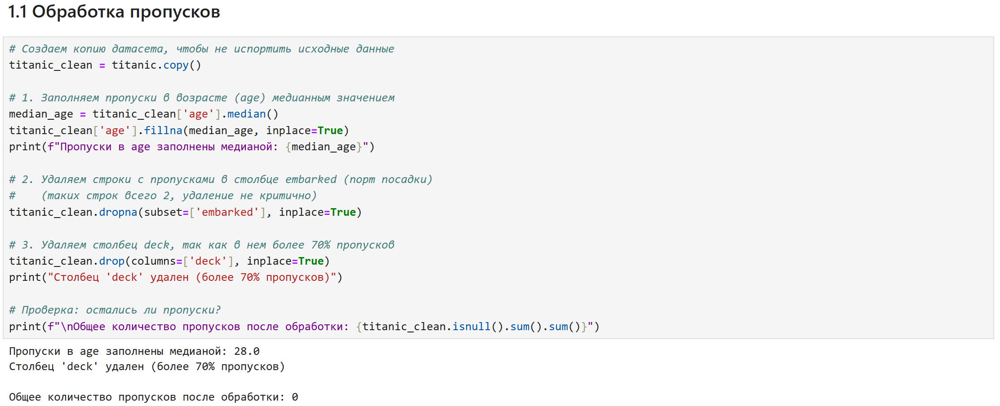 1.1 Обработка пропусков
# Создаем копию датасета, чтобы не испортить исходные данные
titanic_clean = titanic.copy()
# 1. Заполняем пропуски в возрасте (age) медианным значением
median_age = titanic_clean['age'].median()
titanic_clean['age'].fillna(median_age, inplace=True)
print(f"Пропуски в age заполнены медианой: {median_age}")
# 2. Удаляем строки с пропусками в столбце embarked (порт посадки)
#    (таких строк всего 2, удаление не критично)
titanic_clean.dropna(subset=['embarked'], inplace=True)
# 3. Удаляем столбец deck, так как в нем более 70% пропусков
titanic_clean.drop(columns=['deck'], inplace=True)
print("Столбец 'deck' удален (более 70% пропусков)")
# Проверка: остались ли пропуски?
print(f"\nОбщее количество пропусков после обработки: {titanic_clean.isnull().sum().sum()}")
Пропуски в age заполнены медианой: 28.0
Столбец 'deck' удален (более 70% пропусков)
Общее количество пропусков после обработки: 0